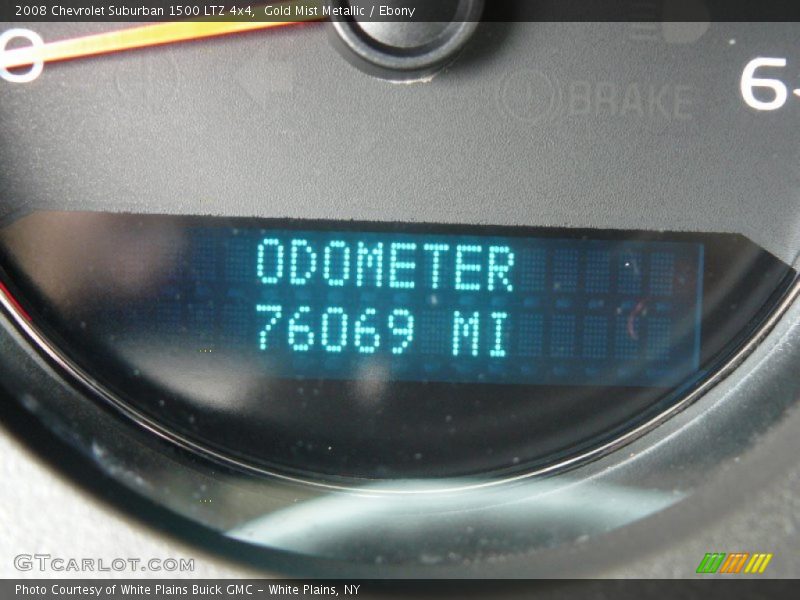 2008 Chevrolet Suburban 1500 LTZ 4x4, Gold Mist Metallic / Ebony
0
6
BRAKE
ODOMETER
76069 MI
GTCARLOT.COM
Photo Courtesy of White Plains Buick GMC - White Plains, NY